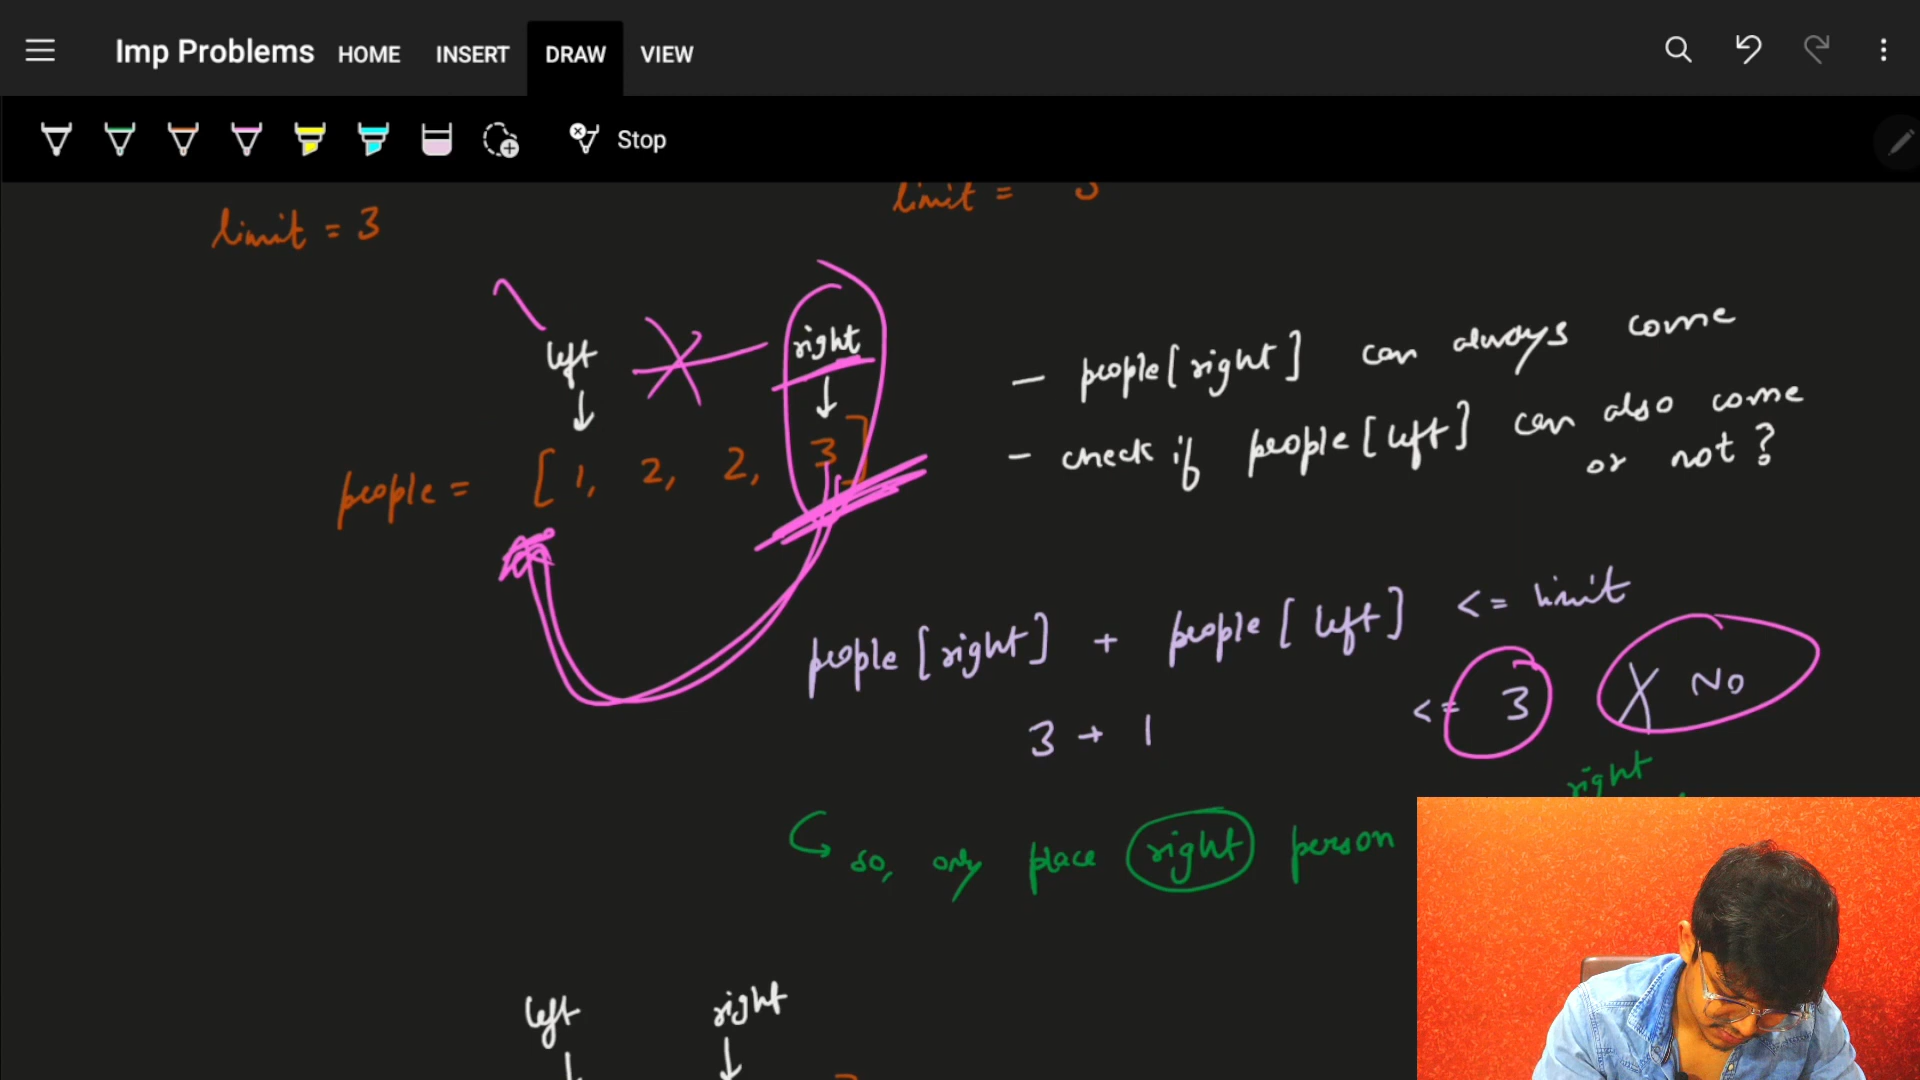 Imp Problems HOME INSERT DRAW VIEW
Stop
limit = 3
limit = 3
left right
people = [1, 2, 2, 3]
- people[right] can always come
- check if people[left] can also come
or not?
people[right] + people[left] <= limit
3 + 1 <= 3 X No
right
so, only place right person
left right